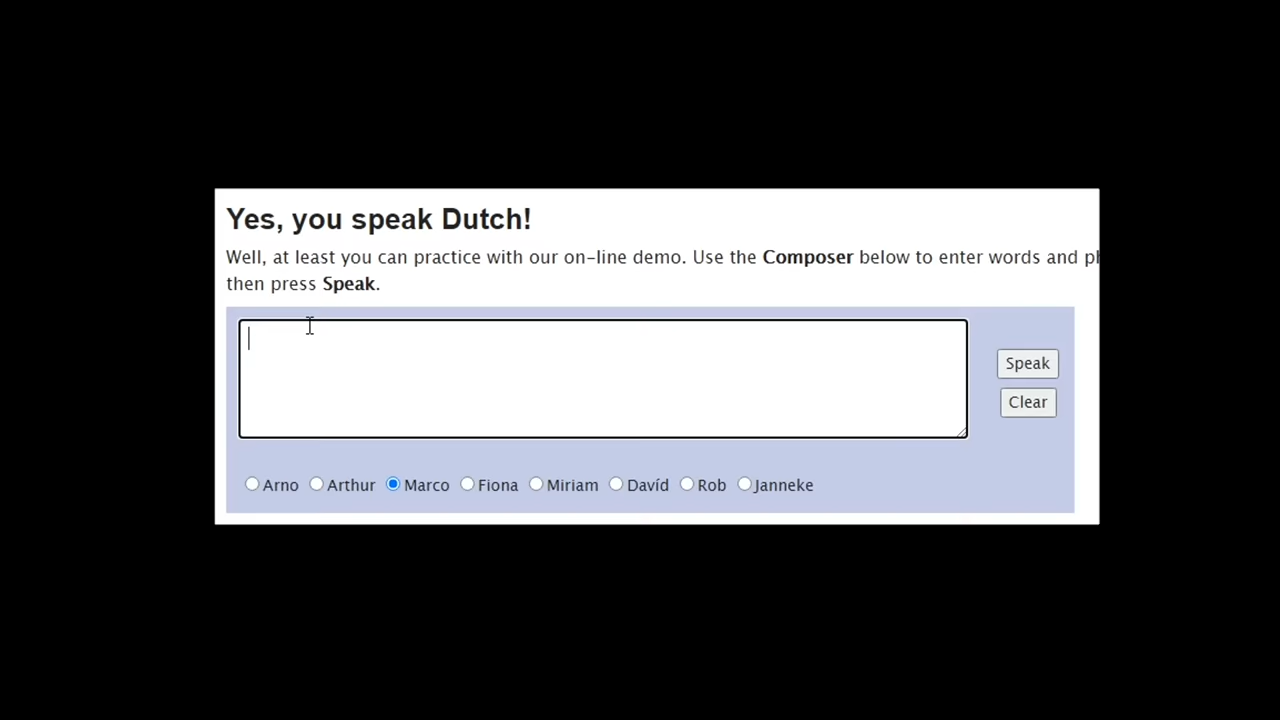 Yes, you speak Dutch!
Well, at least you can practice with our on-line demo. Use the Composer below to enter words and
then press Speak.
Speak
Clear
Arno Arthur Marco Fiona Miriam Davíd Rob Janneke